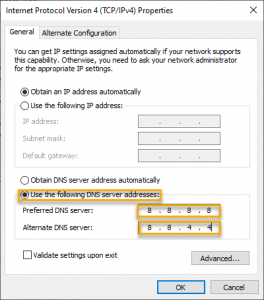 Internet Protocol Version 4 (TCP/IPv4) Properties
General Alternate Configuration
You can get IP settings assigned automatically if your network supports
this capability. Otherwise, you need to ask your network administrator
for the appropriate IP settings.
Obtain an IP address automatically
Use the following IP address:
IP address:
Subnet mask:
Default gateway:
Obtain DNS server address automatically
Use the following DNS server addresses:
Preferred DNS server: 8 . 8 . 8 . 8
Alternate DNS server: 8 . 8 . 4 . 4
Validate settings upon exit
Advanced...
OK Cancel